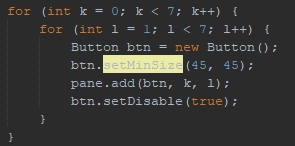 for (int k = 0; k < 7; k++) {
    for (int l = 1; l < 7; l++) {
        Button btn = new Button();
        btn.setMinSize(45, 45);
        pane.add(btn, k, l);
        btn.setDisable(true);
    }
}